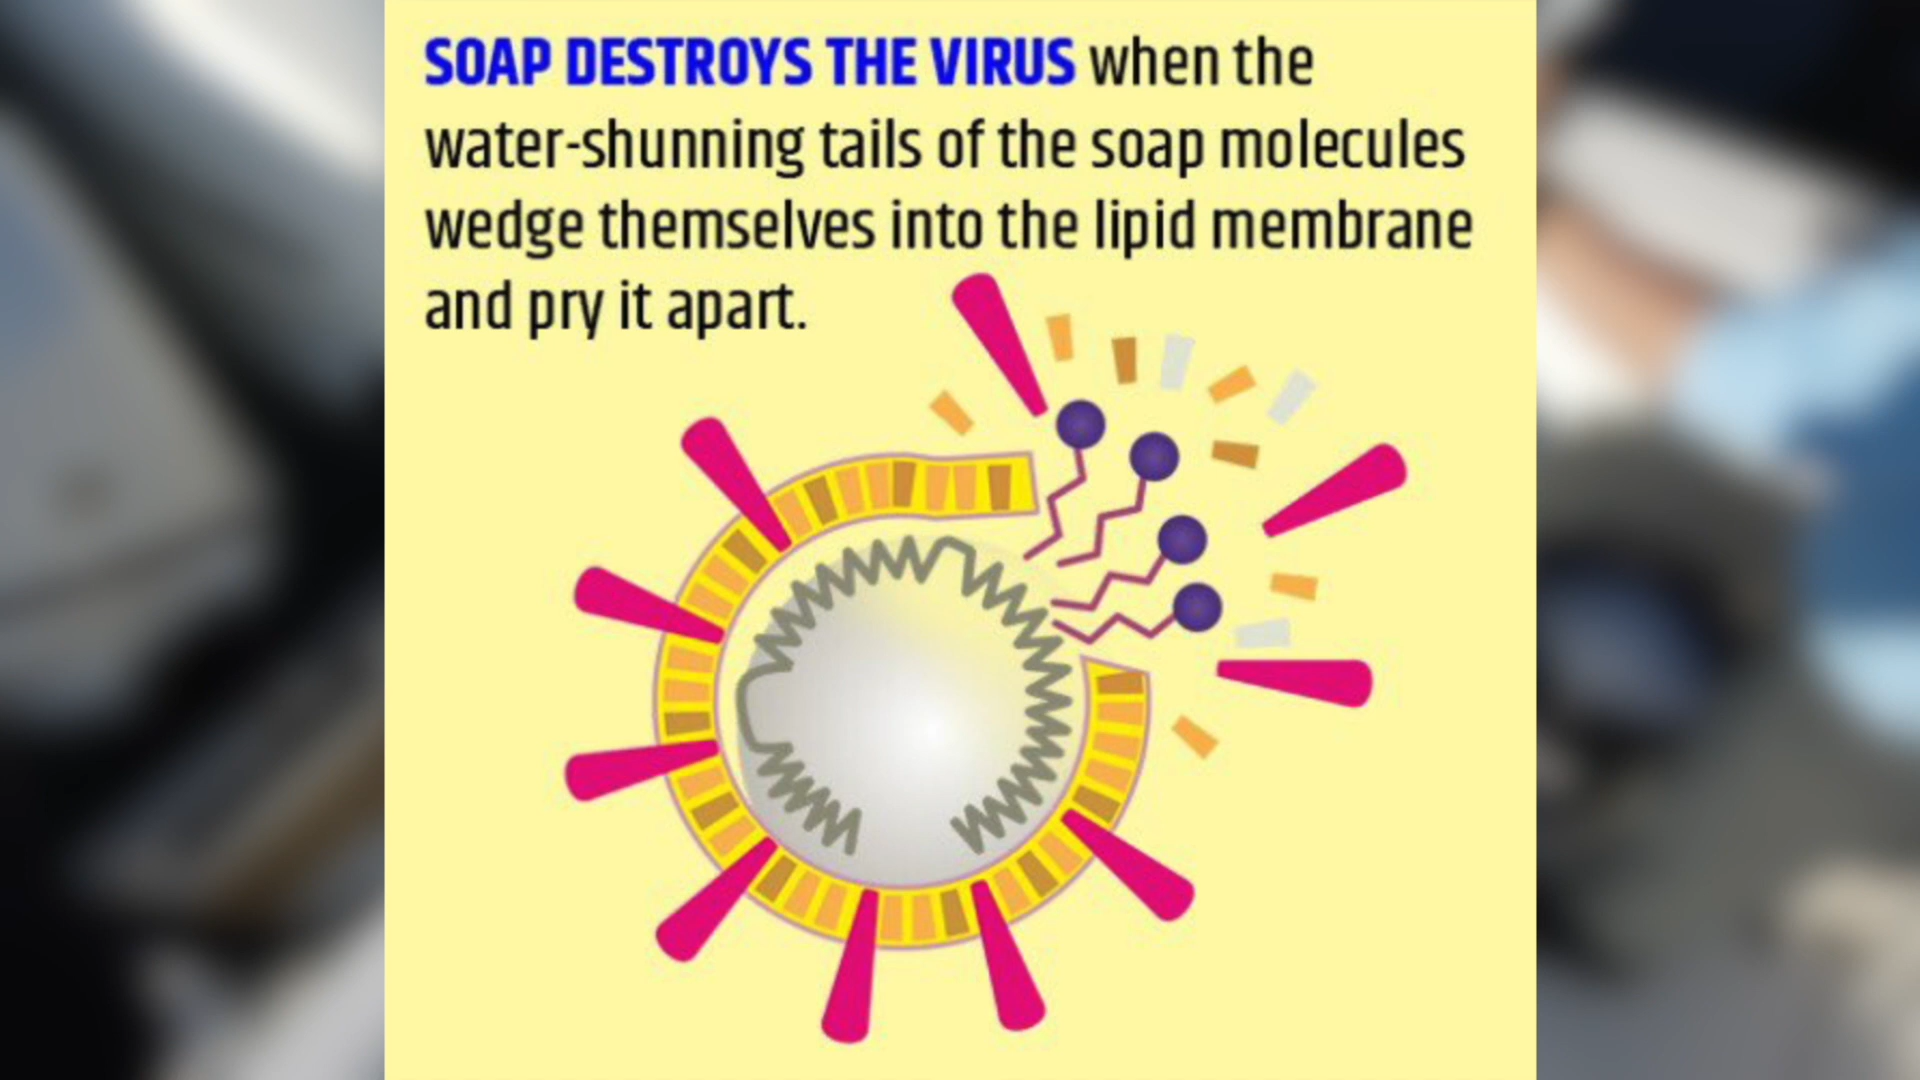 SOAP DESTROYS THE VIRUS when the
water-shunning tails of the soap molecules
wedge themselves into the lipid membrane
and pry it apart.